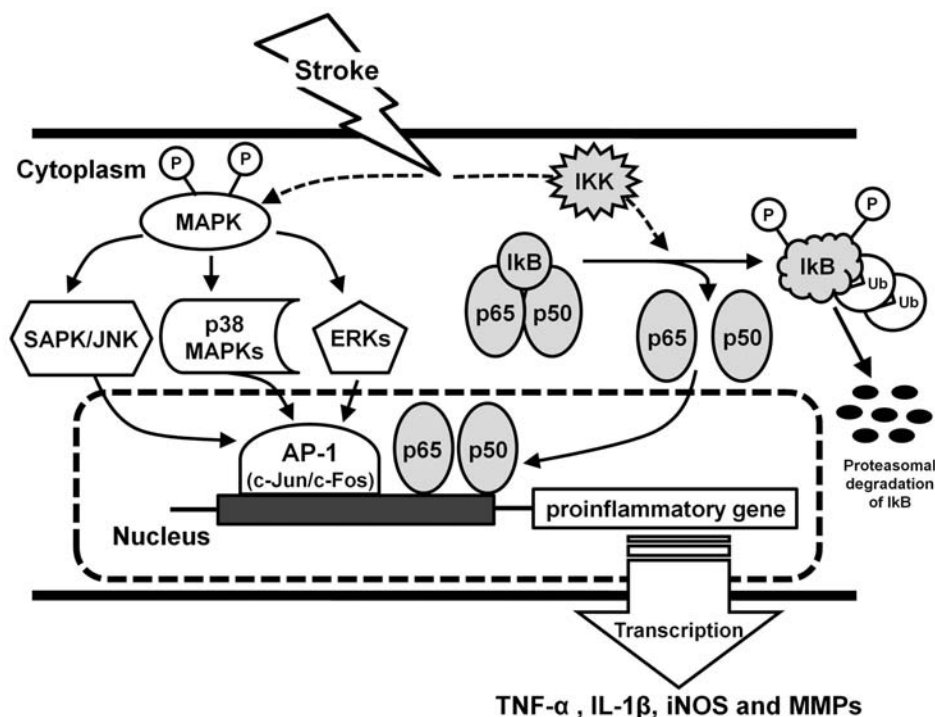 Stroke
Cytoplasm
P
P
MAPK
IKK
P
P
IkB
p65
p50
IkB
Ub
Ub
SAPK/JNK
p38
MAPKs
ERKs
p65
p50
AP-1
(c-Jun/c-Fos)
p65
p50
Proteasomal
degradation
of IkB
proinflammatory gene
Nucleus
Transcription
TNF-α , IL-1β, iNOS and MMPs